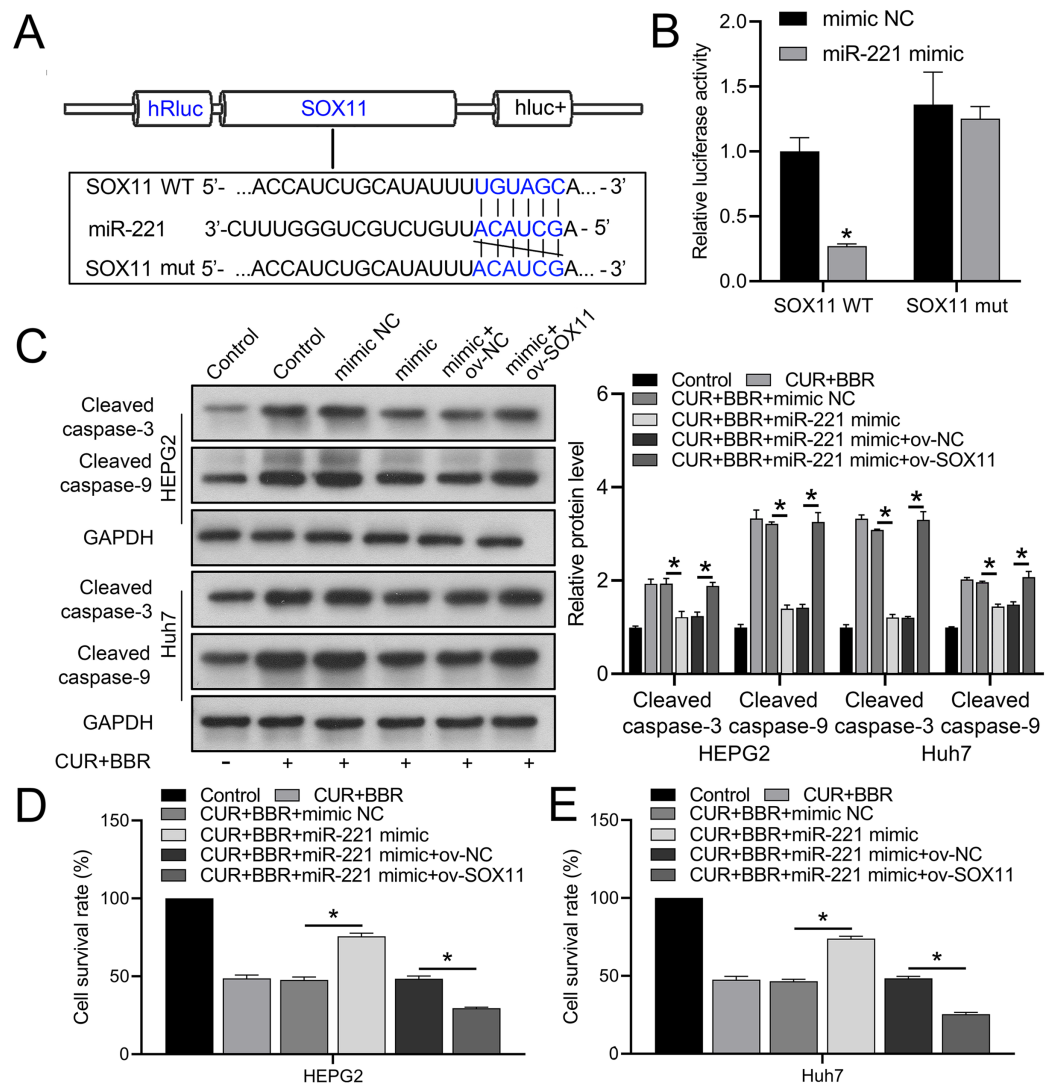 A
hRluc SOX11 hluc+
SOX11 WT 5'- ...ACCAUCUGCAUAUUUUGUAGCA... - 3'
miR-221 3'-CUUUGGGUCGUCUGUUACAUCGA - 5'
SOX11 mut 5'- ...ACCAUCUGCAUAUUUACAUCGA... - 3'
B
mimic NC
miR-221 mimic
Relative luciferase activity
2.0
1.5
1.0
0.5
0.0
*
SOX11 WT SOX11 mut
C
Control Control mimic NC mimic mimic + ov-NC mimic + ov-SOX11
Cleaved
caspase-3
Cleaved
caspase-9
GAPDH
HEPG2
Cleaved
caspase-3
Cleaved
caspase-9
GAPDH
Huh7
CUR+BBR - + + + + +
Control CUR+BBR
CUR+BBR+mimic NC
CUR+BBR+miR-221 mimic
CUR+BBR+miR-221 mimic+ov-NC
CUR+BBR+miR-221 mimic+ov-SOX11
Relative protein level
6
4
2
0
* * * * * * * *
Cleaved Cleaved Cleaved Cleaved
caspase-3 caspase-9 caspase-3 caspase-9
HEPG2 Huh7
D
Control CUR+BBR
CUR+BBR+mimic NC
CUR+BBR+miR-221 mimic
CUR+BBR+miR-221 mimic+ov-NC
CUR+BBR+miR-221 mimic+ov-SOX11
Cell survival rate (%)
150
100
50
0
* *
HEPG2
E
Control CUR+BBR
CUR+BBR+mimic NC
CUR+BBR+miR-221 mimic
CUR+BBR+miR-221 mimic+ov-NC
CUR+BBR+miR-221 mimic+ov-SOX11
Cell survival rate (%)
150
100
50
0
* *
Huh7